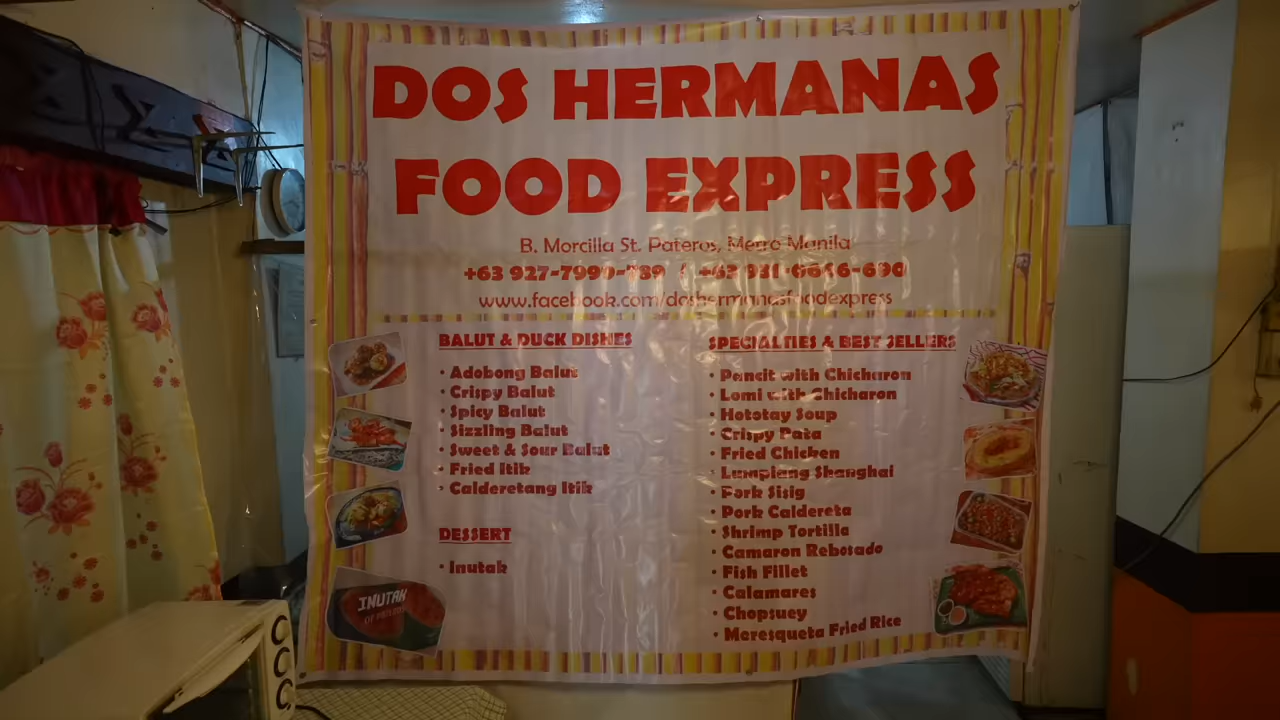 DOS HERMANAS
FOOD EXPRESS
B. Morcilla St. Pateros, Metro Manila
www.facebook.com/doshermanasfoodexpress
BALUT & DUCK DISHES
• Adobong Balut
• Crispy Balut
• Spicy Balut
• Sizzling Balut
• Sweet & Sour Balut
• Fried Itik
• Calderetang Itik
DESSERT
• Inutak
INUTAK
SPECIALTIES & BEST SELLERS
• Pancit with Chicharon
• Lomi with Chicharon
• Hototay Soup
• Crispy Pata
• Fried Chicken
• Lumpiang Shanghai
• Pork Sisig
• Pork Caldereta
• Shrimp Tortilla
• Camaron Rebosado
• Fish Fillet
• Calamares
• Chopsuey
• Meresqueta Fried Rice